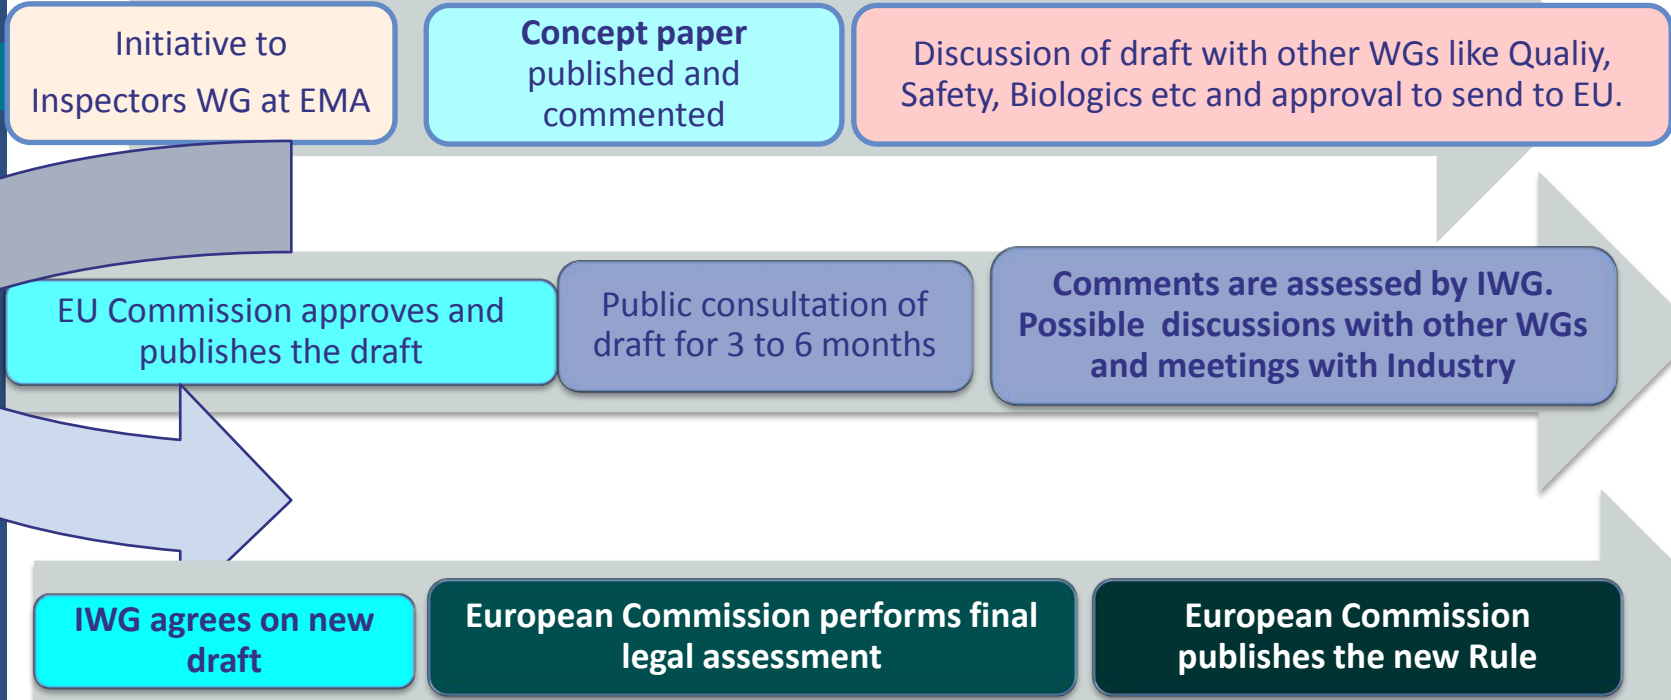 Initiative to
Inspectors WG at EMA
Concept paper
published and
commented
Discussion of draft with other WGs like Qualiy,
Safety, Biologics etc and approval to send to EU.
EU Commission approves and
publishes the draft
Public consultation of
draft for 3 to 6 months
Comments are assessed by IWG.
Possible discussions with other WGs
and meetings with Industry
IWG agrees on new
draft
European Commission performs final
legal assessment
European Commission
publishes the new Rule